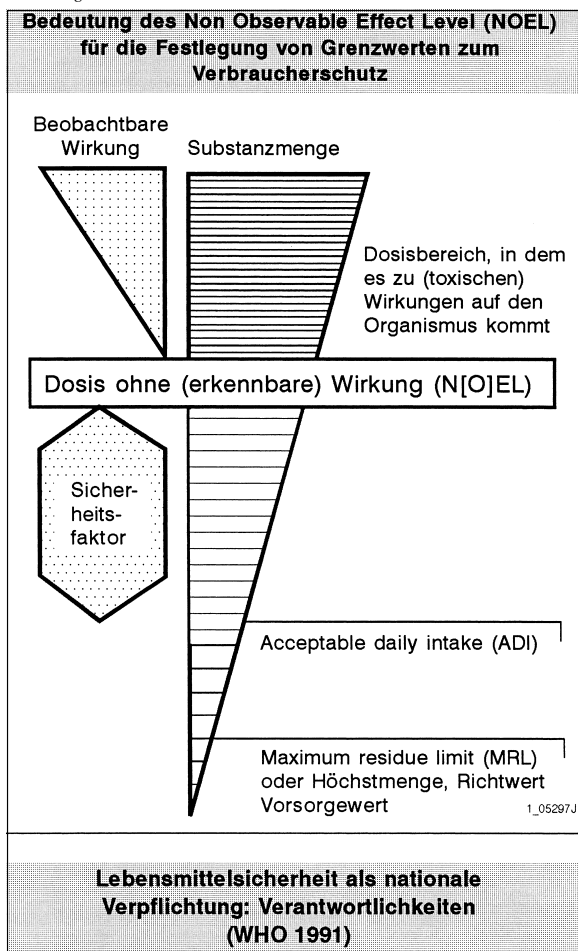 Bedeutung des Non Observable Effect Level (NOEL)
für die Festlegung von Grenzwerten zum
Verbraucherschutz
Beobachtbare
Wirkung
Substanzmenge
Dosisbereich, in dem
es zu (toxischen)
Wirkungen auf den
Organismus kommt
Dosis ohne (erkennbare) Wirkung (N[O]EL)
Sicher-
heits-
faktor
Acceptable daily intake (ADI)
Maximum residue limit (MRL)
oder Höchstmenge, Richtwert
Vorsorgewert
1_05297J
Lebensmittelsicherheit als nationale
Verpflichtung: Verantwortlichkeiten
(WHO 1991)